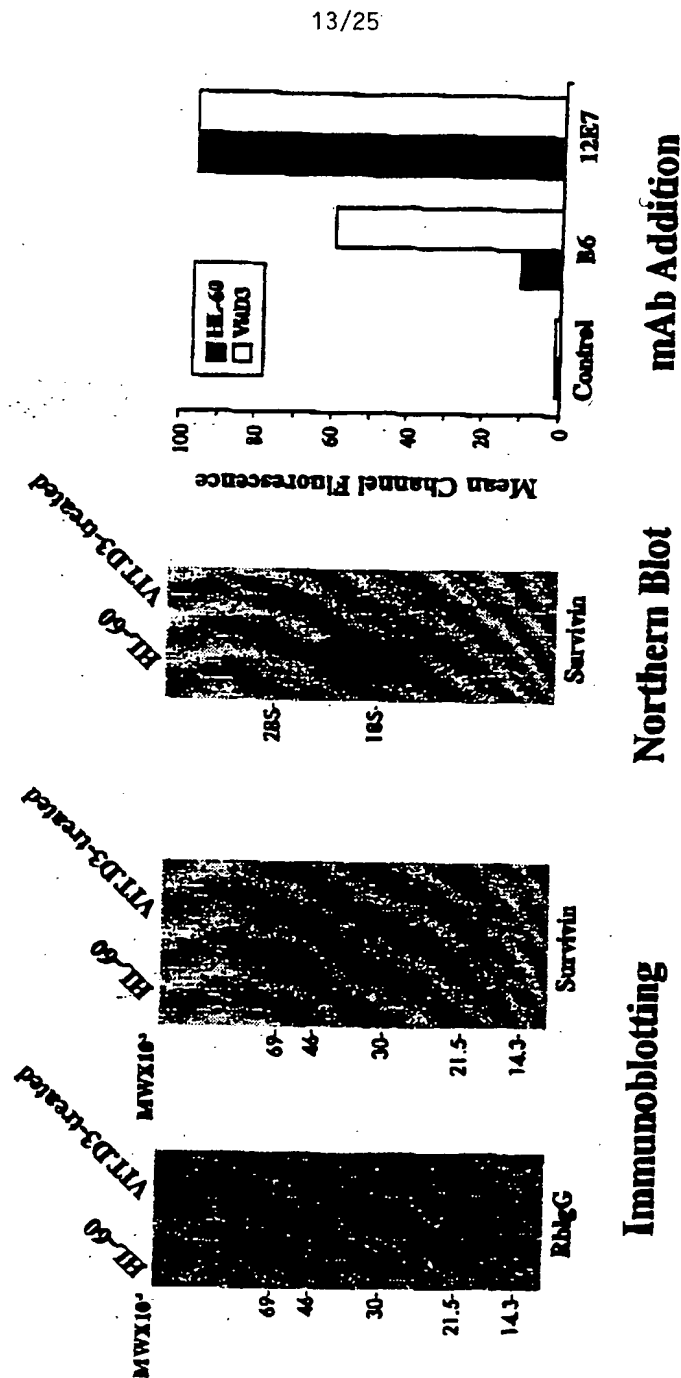 13/25
MWX10-³
HL-60
VIT.D3-treated
69-
46-
30-
21.5-
14.3-
RbIgG
MWX10-³
HL-60
VIT.D3-treated
69-
46-
30-
21.5-
14.3-
Survivin
Immunoblotting
HL-60
VIT.D3-treated
28S-
18S-
Survivin
Northern Blot
Mean Channel Fluorescence
100
80
60
40
20
0
HL-60
VitD3
Control
B6
12E7
mAb Addition